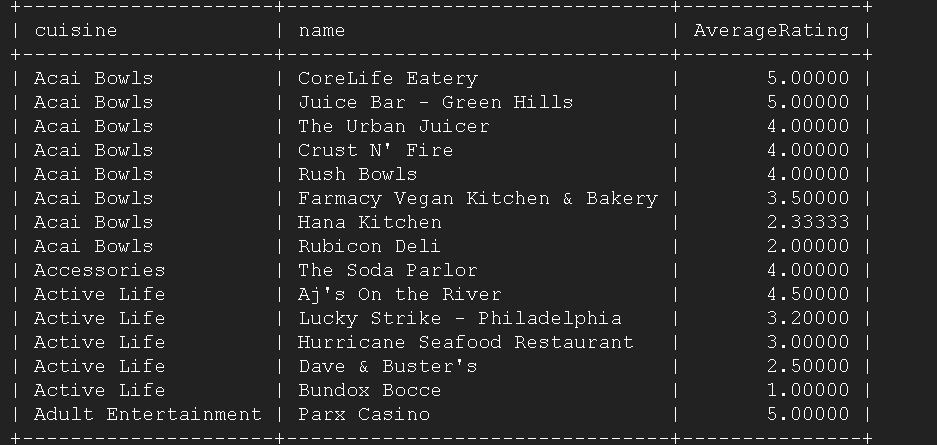 +----------------------+--------------------------------+---------------+
| cuisine             | name                           | AverageRating |
+----------------------+--------------------------------+---------------+
| Acai Bowls          | CoreLife Eatery                |       5.00000 |
| Acai Bowls          | Juice Bar - Green Hills        |       5.00000 |
| Acai Bowls          | The Urban Juicer               |       4.00000 |
| Acai Bowls          | Crust N' Fire                  |       4.00000 |
| Acai Bowls          | Rush Bowls                     |       4.00000 |
| Acai Bowls          | Farmacy Vegan Kitchen & Bakery |       3.50000 |
| Acai Bowls          | Hana Kitchen                   |       2.33333 |
| Acai Bowls          | Rubicon Deli                   |       2.00000 |
| Accessories         | The Soda Parlor                |       4.00000 |
| Active Life         | Aj's On the River              |       4.50000 |
| Active Life         | Lucky Strike - Philadelphia    |       3.20000 |
| Active Life         | Hurricane Seafood Restaurant   |       3.00000 |
| Active Life         | Dave & Buster's                |       2.50000 |
| Active Life         | Bundox Bocce                   |       1.00000 |
| Adult Entertainment | Parx Casino                    |       5.00000 |
+----------------------+--------------------------------+---------------+